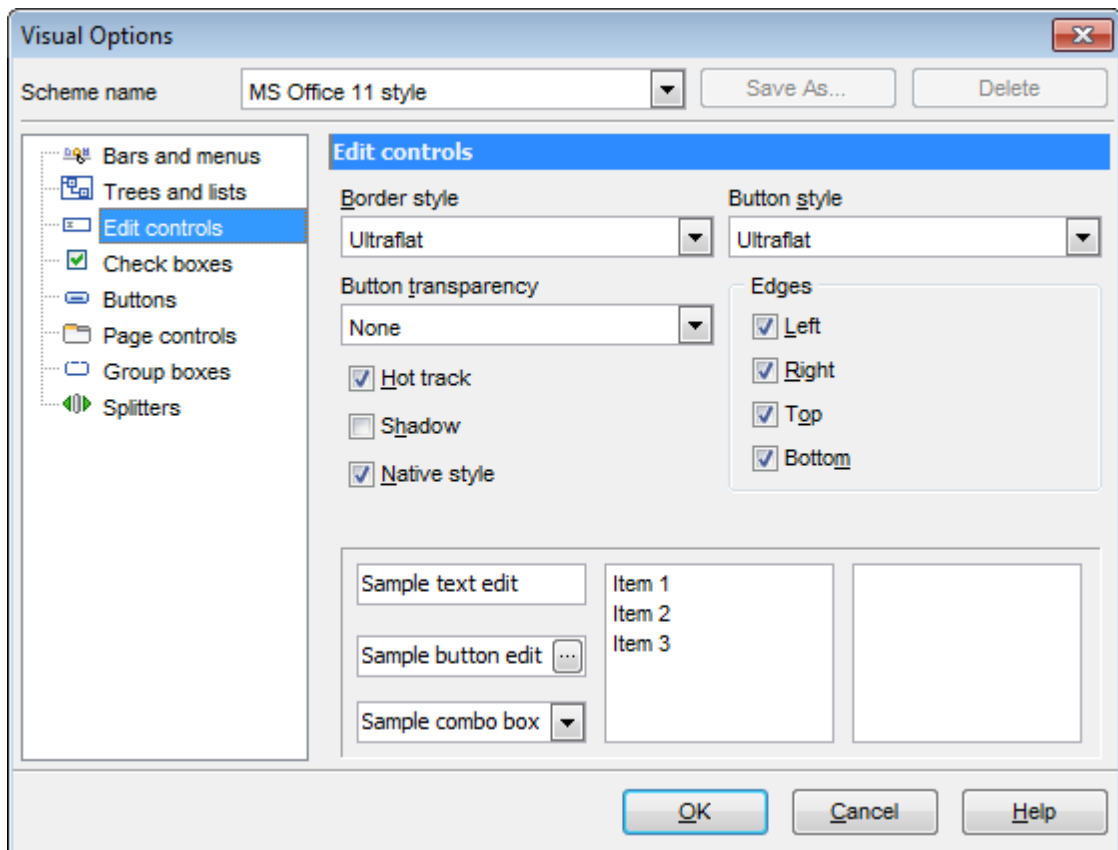 Visual Options
Scheme name
MS Office 11 style
Save As...
Delete
Bars and menus
Trees and lists
Edit controls
Check boxes
Buttons
Page controls
Group boxes
Splitters
Edit controls
Border style
Ultraflat
Button style
Ultraflat
Button transparency
None
Hot track
Shadow
Native style
Edges
Left
Right
Top
Bottom
Sample text edit
Sample button edit ...
Sample combo box
Item 1
Item 2
Item 3
OK
Cancel
Help